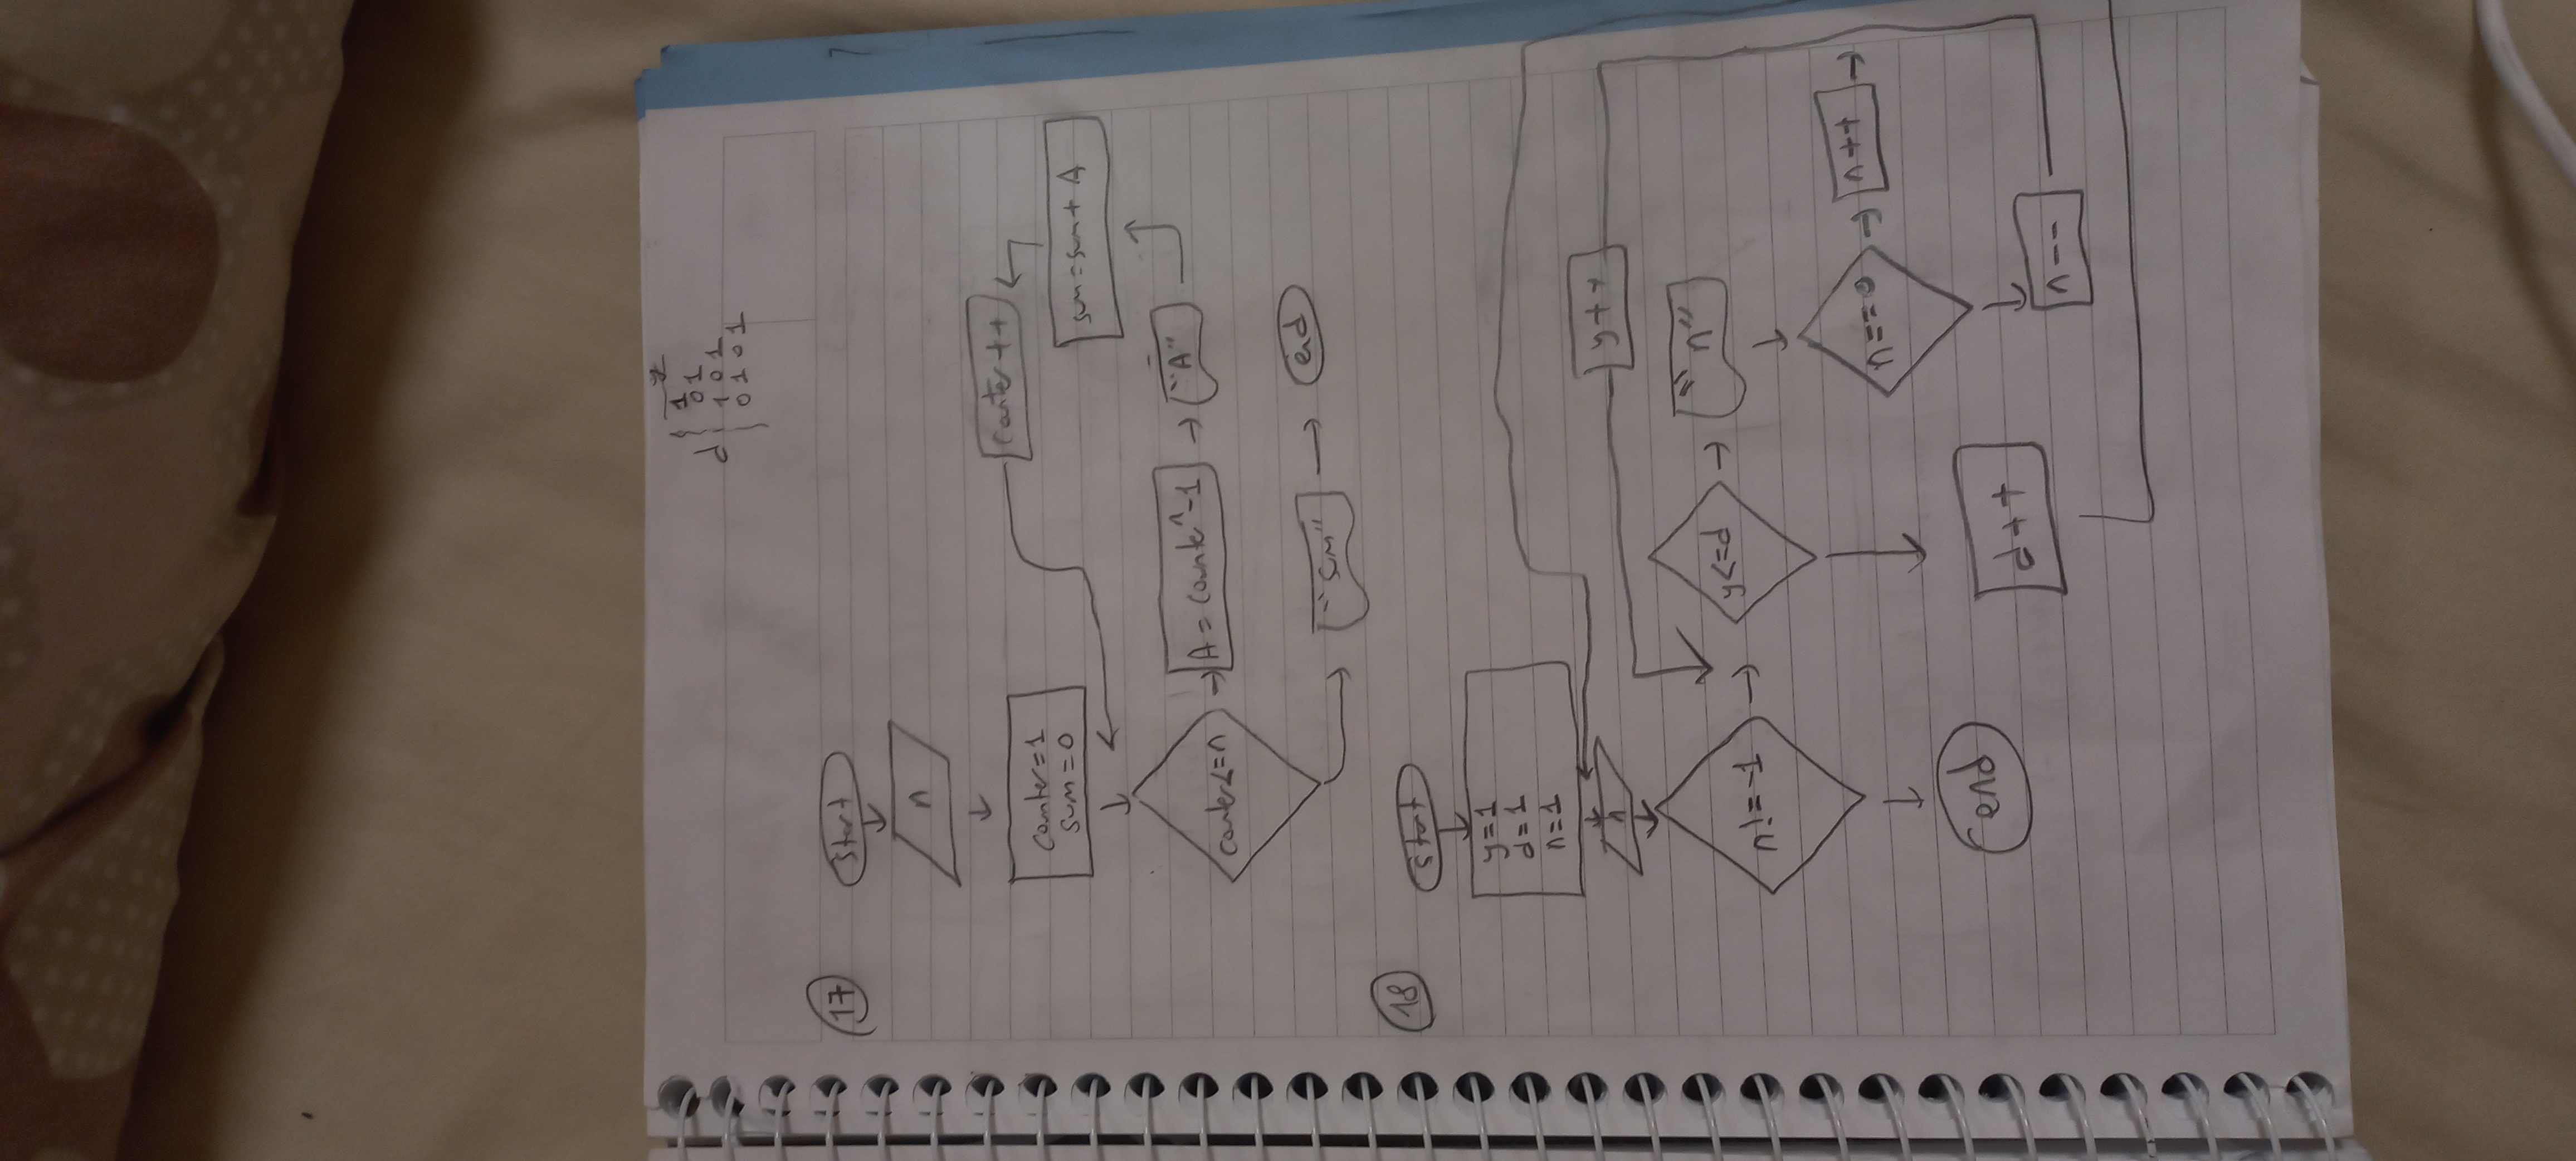 y
d
1
0 1
1 0 1
0 1 0 1
17
start
n
counter=1
sum=0
counter++
sum=sum+ A
counter<=n
A=counter^-1
"A"
"sum"
end
18
start
y=1
d=1
n=1
n
y++
n!=-1
y<=d
"n"
n==0
n++
end
d++
n--